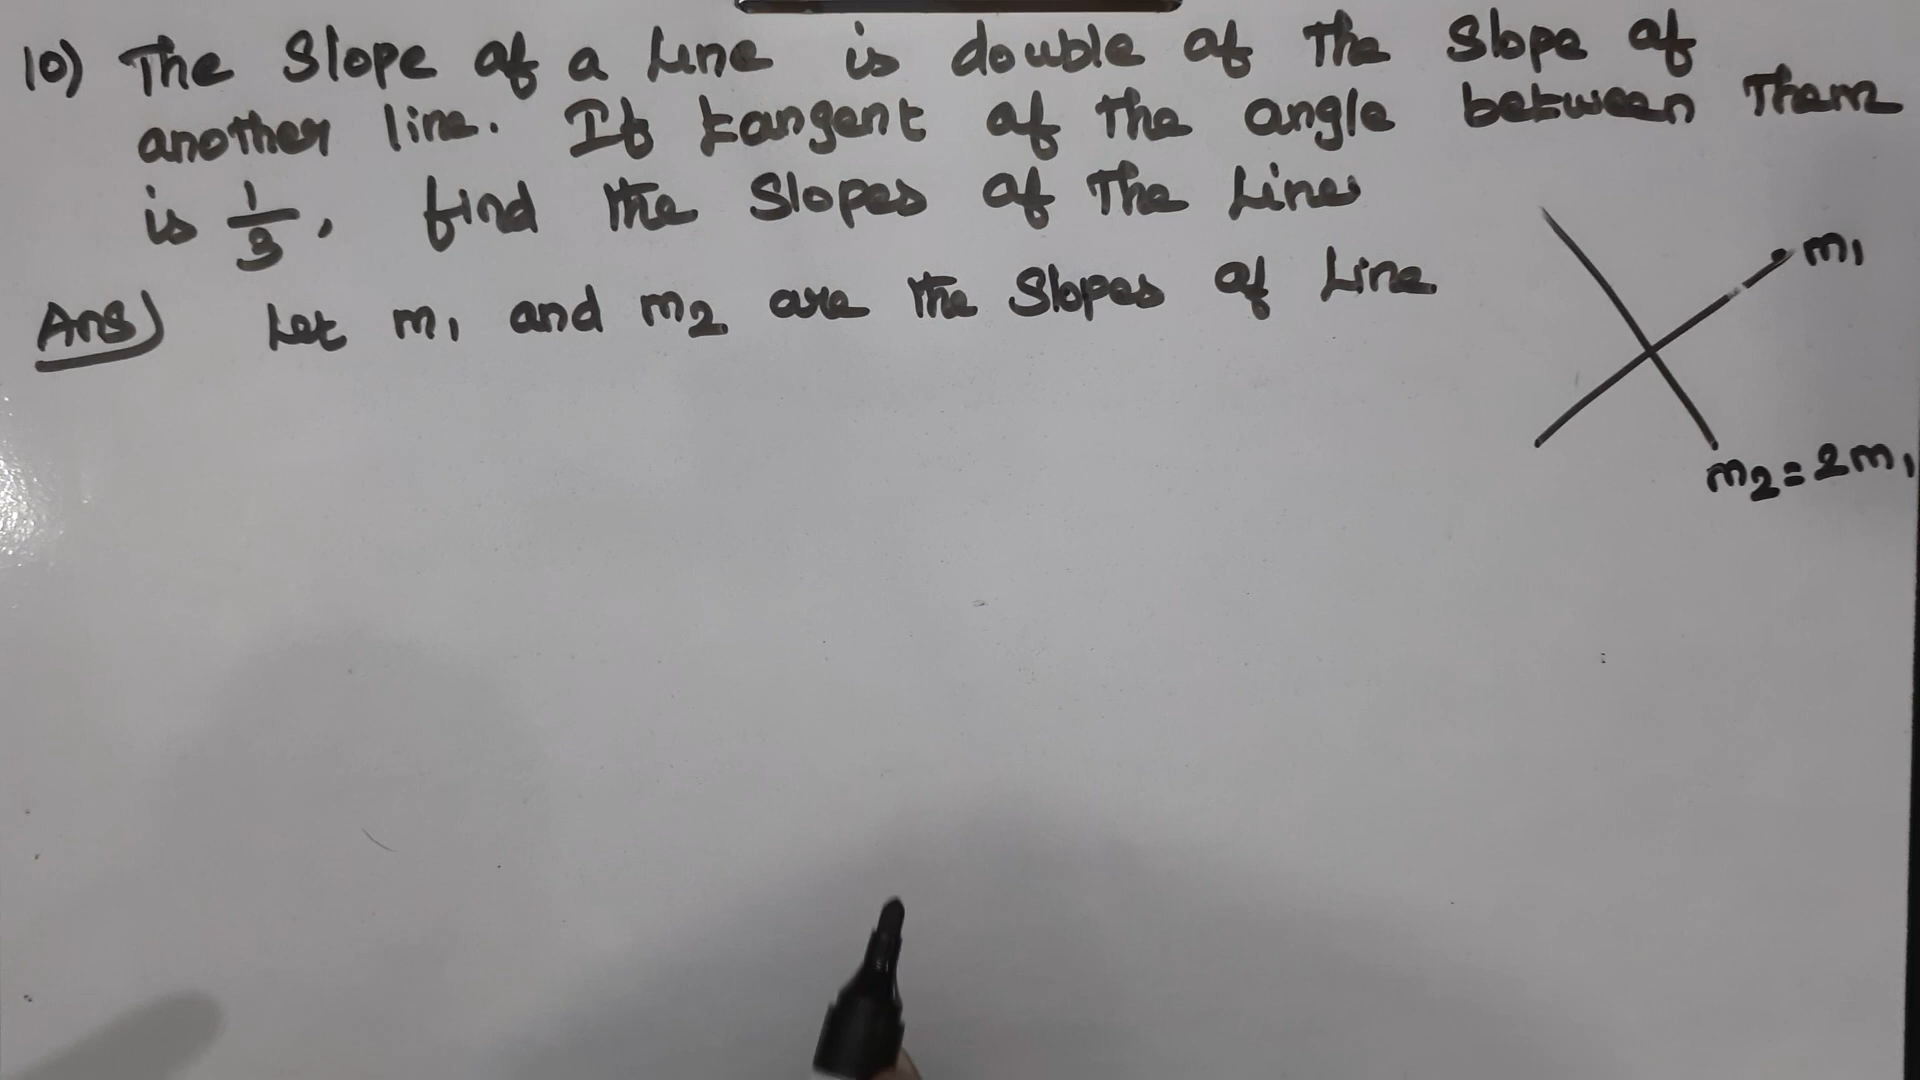 10) The Slope of a Line is double of the Slope of
another line. If tangent of the angle between Them
is 1/3, find the Slopes of The Lines
Ans) Let m1 and m2 are the Slopes of Line
m1
m2=2m1